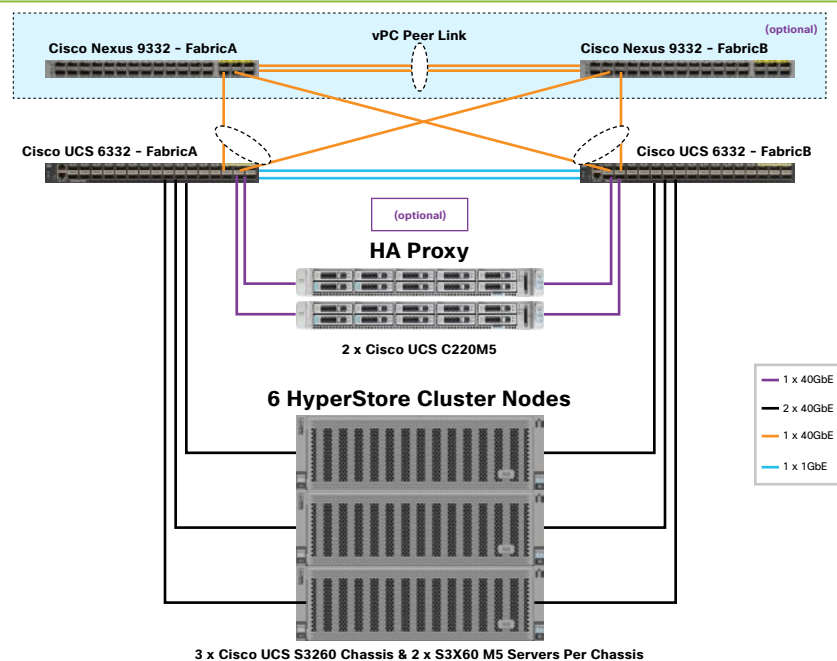 (optional)
vPC Peer Link
Cisco Nexus 9332 - FabricA
Cisco Nexus 9332 - FabricB
Cisco UCS 6332 - FabricA
Cisco UCS 6332 - FabricB
(optional)
HA Proxy
2 x Cisco UCS C220M5
6 HyperStore Cluster Nodes
1 x 40GbE
2 x 40GbE
1 x 40GbE
1 x 1GbE
3 x Cisco UCS S3260 Chassis & 2 x S3X60 M5 Servers Per Chassis